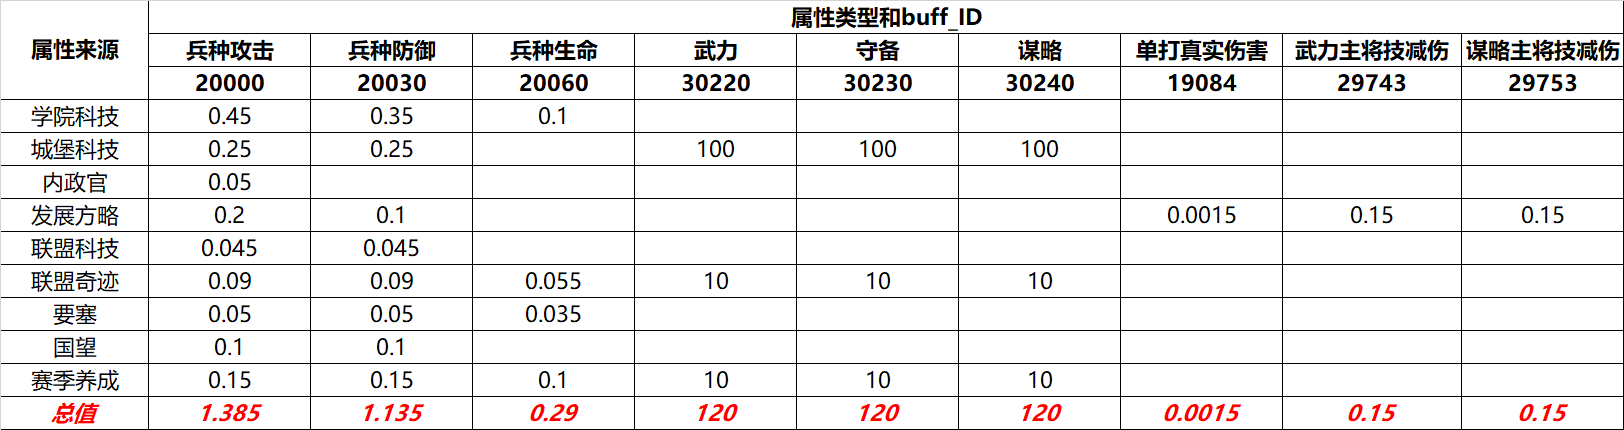 属性来源 属性类型和buff_ID
兵种攻击 兵种防御 兵种生命 武力 守备 谋略 单打真实伤害 武力主将技减伤 谋略主将技减伤
20000 20030 20060 30220 30230 30240 19084 29743 29753
学院科技 0.45 0.35 0.1
城堡科技 0.25 0.25 100 100 100
内政官 0.05
发展方略 0.2 0.1 0.0015 0.15 0.15
联盟科技 0.045 0.045
联盟奇迹 0.09 0.09 0.055 10 10 10
要塞 0.05 0.05 0.035
国望 0.1 0.1
赛季养成 0.15 0.15 0.1 10 10 10
总值 1.385 1.135 0.29 120 120 120 0.0015 0.15 0.15